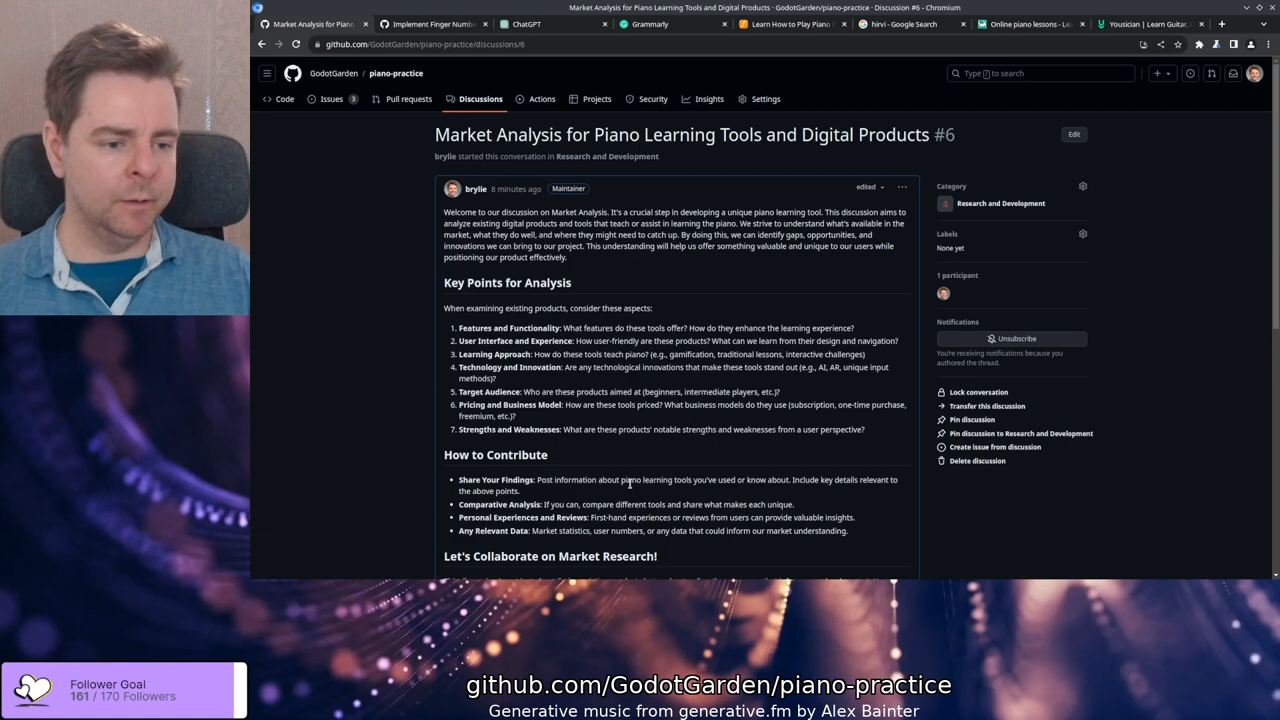 Market Analysis for Piano Learning Tools and Digital Products · GodotGarden/piano-practice · Discussion #6 - Chromium
Market Analysis for Piano
Implement Finger Numb
ChatGPT
Grammarly
Learn How to Play Piano
hirvi - Google Search
Online piano lessons - Le
Yousician | Learn Guitar,
github.com/GodotGarden/piano-practice/discussions/6
GodotGarden / piano-practice
Type / to search
Code
Issues 3
Pull requests
Discussions
Actions
Projects
Security
Insights
Settings
Market Analysis for Piano Learning Tools and Digital Products #6
Edit
brylie started this conversation in Research and Development
brylie 8 minutes ago Maintainer
edited
Welcome to our discussion on Market Analysis. It's a crucial step in developing a unique piano learning tool. This discussion aims to
analyze existing digital products and tools that teach or assist in learning the piano. We strive to understand what's available in the
market, what they do well, and where they might need to catch up. By doing this, we can identify gaps, opportunities, and
innovations we can bring to our project. This understanding will help us offer something valuable and unique to our users while
positioning our product effectively.
Key Points for Analysis
When examining existing products, consider these aspects:
1. Features and Functionality: What features do these tools offer? How do they enhance the learning experience?
2. User Interface and Experience: How user-friendly are these products? What can we learn from their design and navigation?
3. Learning Approach: How do these tools teach piano? (e.g., gamification, traditional lessons, interactive challenges)
4. Technology and Innovation: Are any technological innovations that make these tools stand out (e.g., AI, AR, unique input
methods)?
5. Target Audience: Who are these products aimed at (beginners, intermediate players, etc.)?
6. Pricing and Business Model: How are these tools priced? What business models do they use (subscription, one-time purchase,
freemium, etc.)?
7. Strengths and Weaknesses: What are these products' notable strengths and weaknesses from a user perspective?
How to Contribute
• Share Your Findings: Post information about piano learning tools you've used or know about. Include key details relevant to
the above points.
• Comparative Analysis: If you can, compare different tools and share what makes each unique.
• Personal Experiences and Reviews: First-hand experiences or reviews from users can provide valuable insights.
• Any Relevant Data: Market statistics, user numbers, or any data that could inform our market understanding.
Let's Collaborate on Market Research!
Category
Research and Development
Labels
None yet
1 participant
Notifications
Unsubscribe
You're receiving notifications because you
authored the thread.
Lock conversation
Transfer this discussion
Pin discussion
Pin discussion to Research and Development
Create issue from discussion
Delete discussion
Follower Goal
161 / 170 Followers
github.com/GodotGarden/piano-practice
Generative music from generative.fm by Alex Bainter